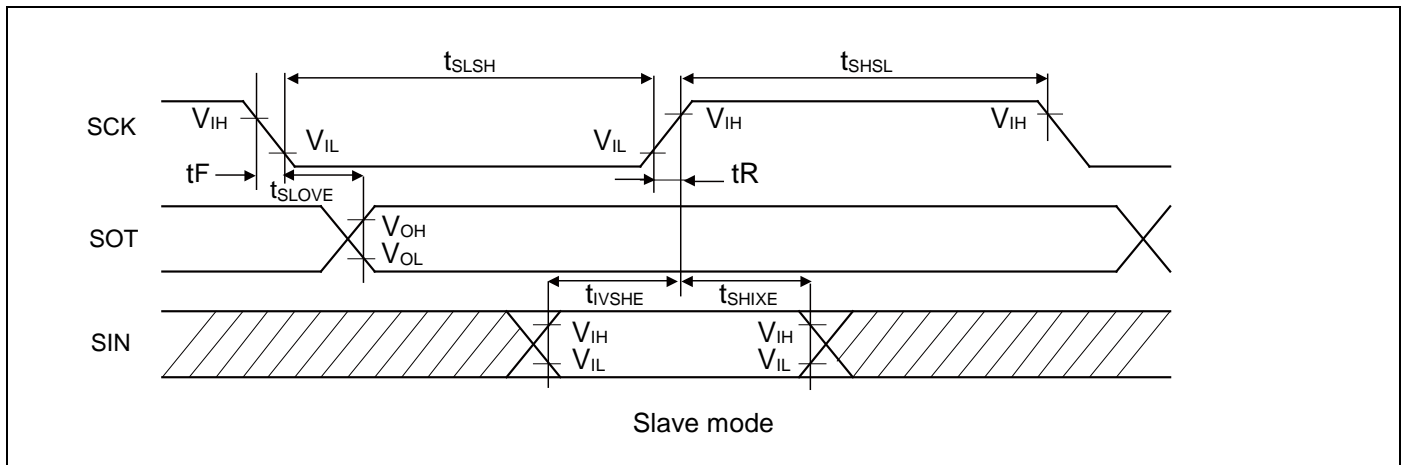 tSLSH
tSHSL
SCK
VIH
VIL
VIL
VIH
VIH
tF
tSLOVE
tR
SOT
VOH
VOL
tIVSHE
tSHIXE
SIN
VIH
VIL
VIH
VIL
Slave mode